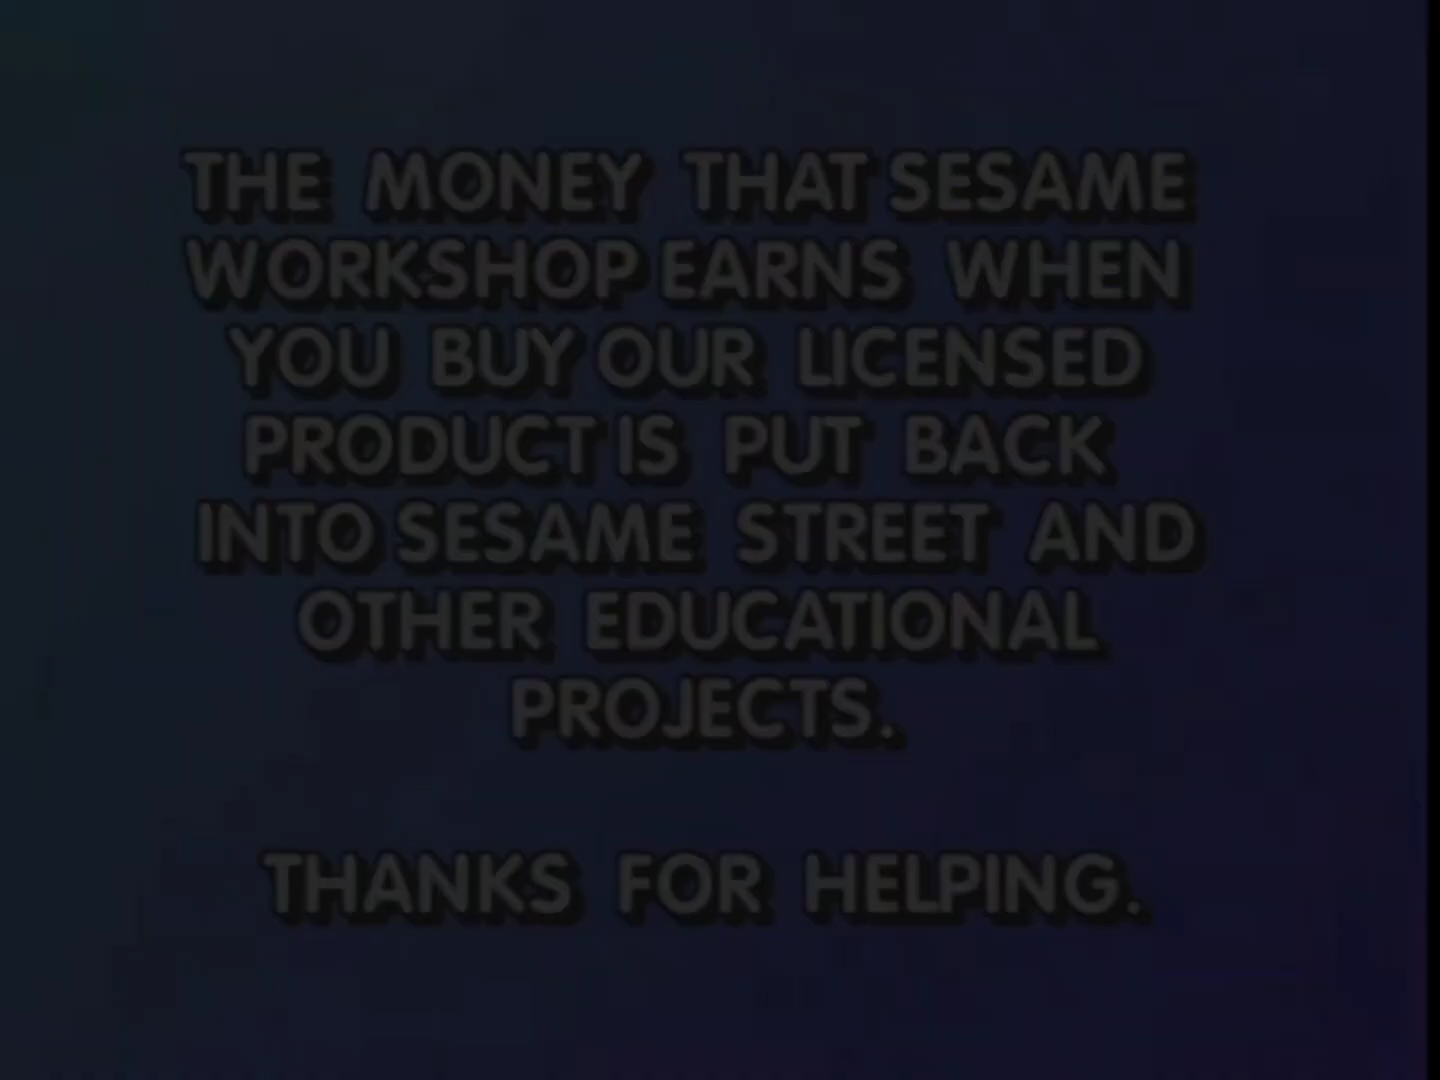 THE MONEY THAT SESAME
WORKSHOP EARNS WHEN
YOU BUY OUR LICENSED
PRODUCT IS PUT BACK
INTO SESAME STREET AND
OTHER EDUCATIONAL
PROJECTS.
THANKS FOR HELPING.